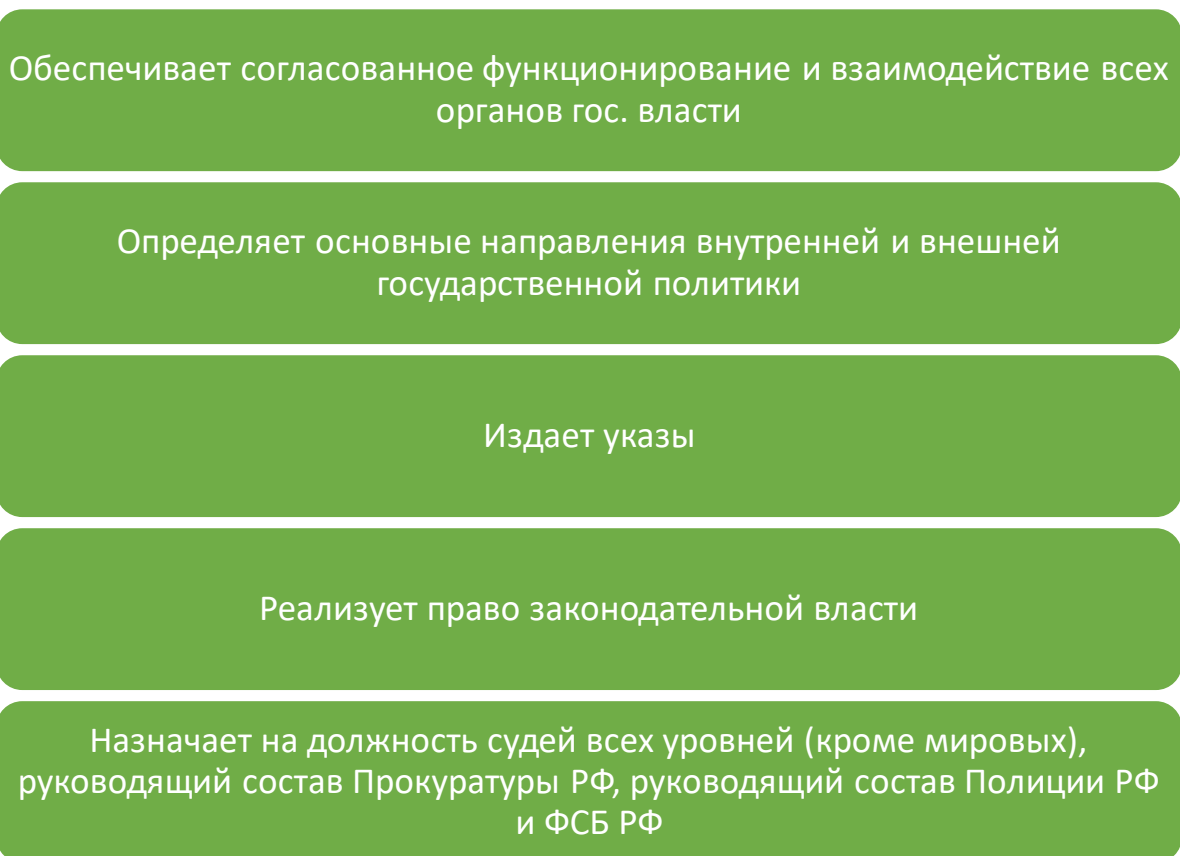 Обеспечивает согласованное функционирование и взаимодействие всех
органов гос. власти
Определяет основные направления внутренней и внешней
государственной политики
Издает указы
Реализует право законодательной власти
Назначает на должность судей всех уровней (кроме мировых),
руководящий состав Прокуратуры РФ, руководящий состав Полиции РФ
и ФСБ РФ